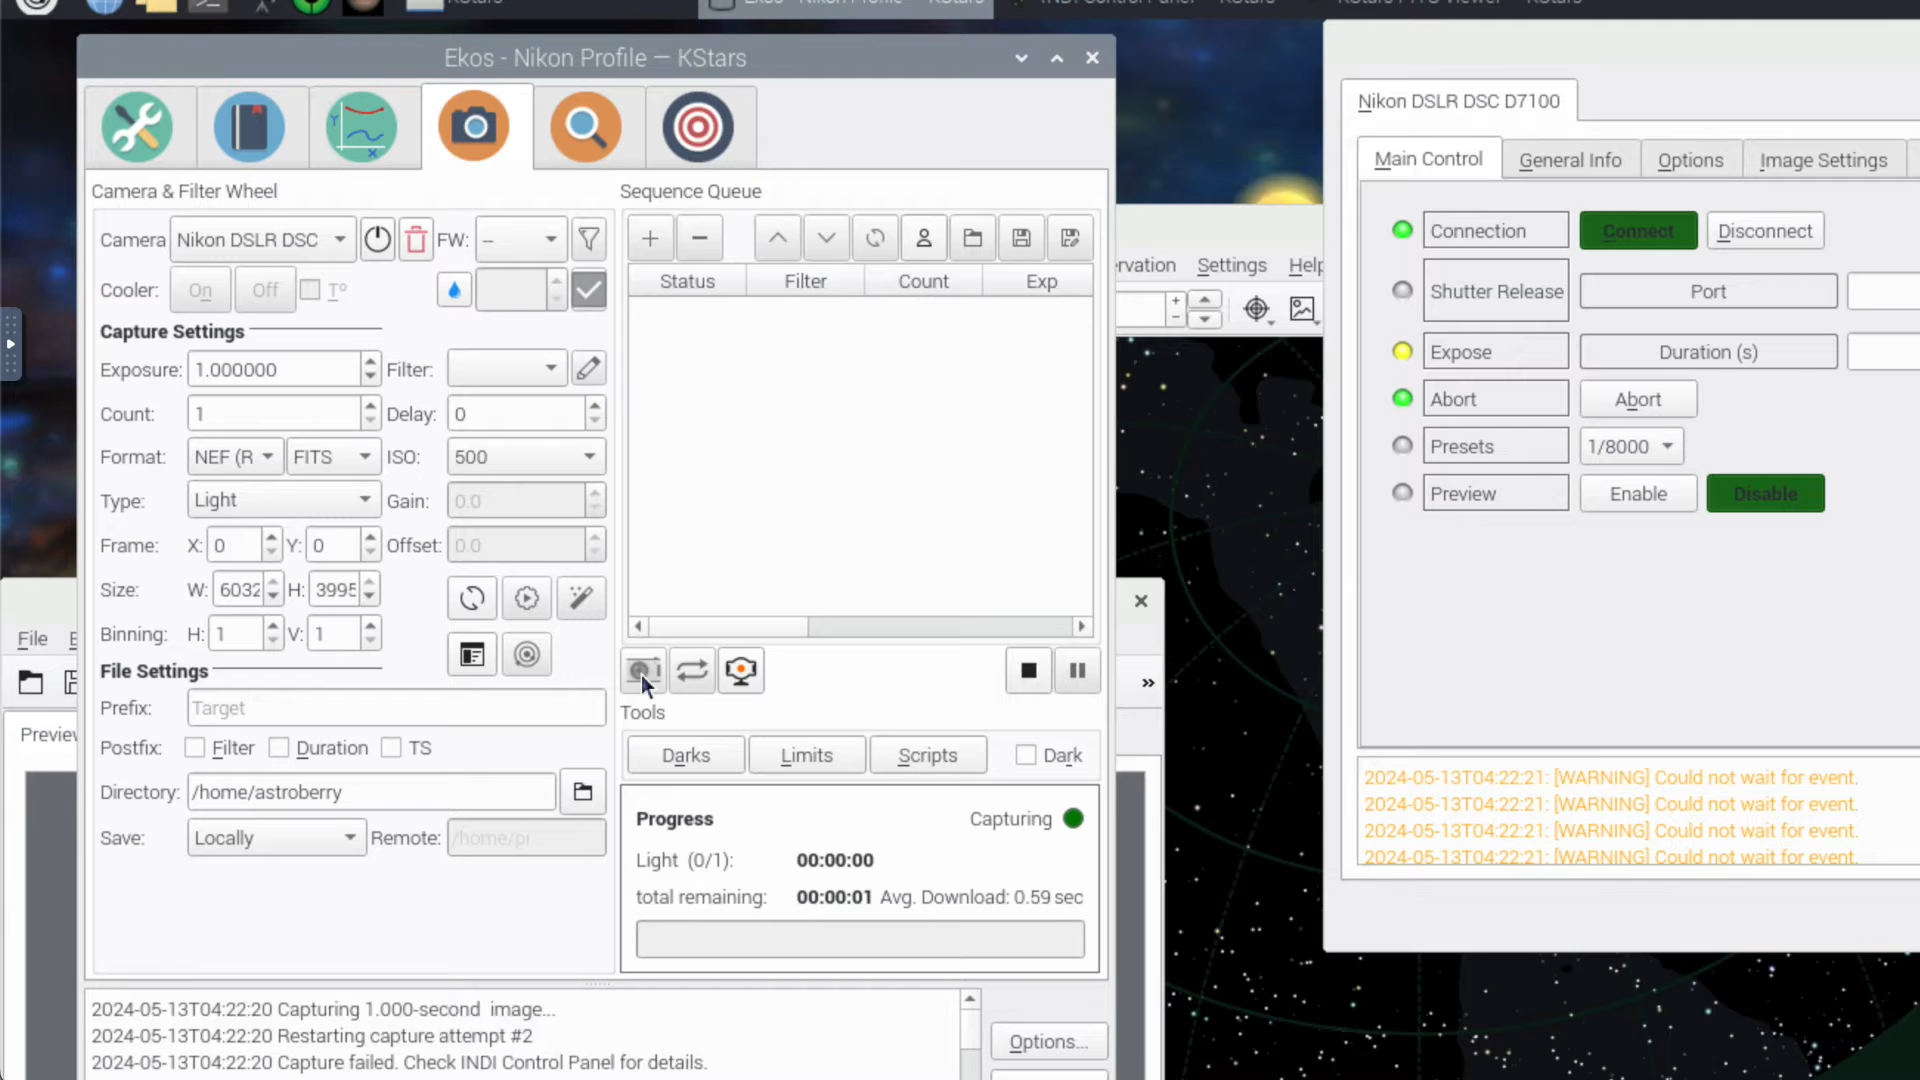 Ekos - Nikon Profile — KStars
Camera & Filter Wheel
Camera Nikon DSLR DSC FW: --
Cooler: On Off T°
Capture Settings
Exposure: 1.000000 Filter:
Count: 1 Delay: 0
Format: NEF (R FITS ISO: 500
Type: Light Gain: 0.0
Frame: X: 0 Y: 0 Offset: 0.0
Size: W: 6032 H: 3995
Binning: H: 1 V: 1
File Settings
Prefix: Target
Postfix: Filter Duration TS
Directory: /home/astroberry
Save: Locally Remote: /home/pi
Sequence Queue
Status Filter Count Exp
Tools
Darks Limits Scripts Dark
Progress Capturing
Light (0/1): 00:00:00
total remaining: 00:00:01 Avg. Download: 0.59 sec
2024-05-13T04:22:20 Capturing 1.000-second image...
2024-05-13T04:22:20 Restarting capture attempt #2
2024-05-13T04:22:20 Capture failed. Check INDI Control Panel for details.
Options...
File
Preview
»
ervation Settings Help
Nikon DSLR DSC D7100
Main Control General Info Options Image Settings
Connection Connect Disconnect
Shutter Release Port
Expose Duration (s)
Abort Abort
Presets 1/8000
Preview Enable Disable
2024-05-13T04:22:21: [WARNING] Could not wait for event.
2024-05-13T04:22:21: [WARNING] Could not wait for event.
2024-05-13T04:22:21: [WARNING] Could not wait for event.
2024-05-13T04:22:21: [WARNING] Could not wait for event.